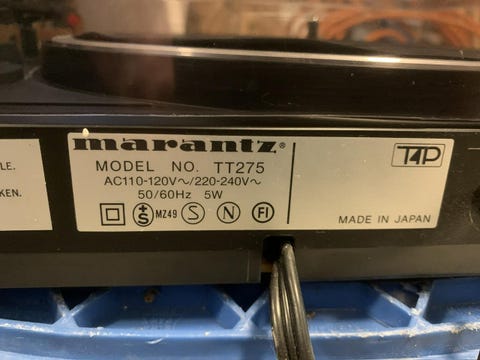 LE.
KEN.
marantz®
MODEL NO. TT275
AC110-120V~/220-240V~
50/60Hz 5W
+S MZ49 S N FI
T4P
MADE IN JAPAN